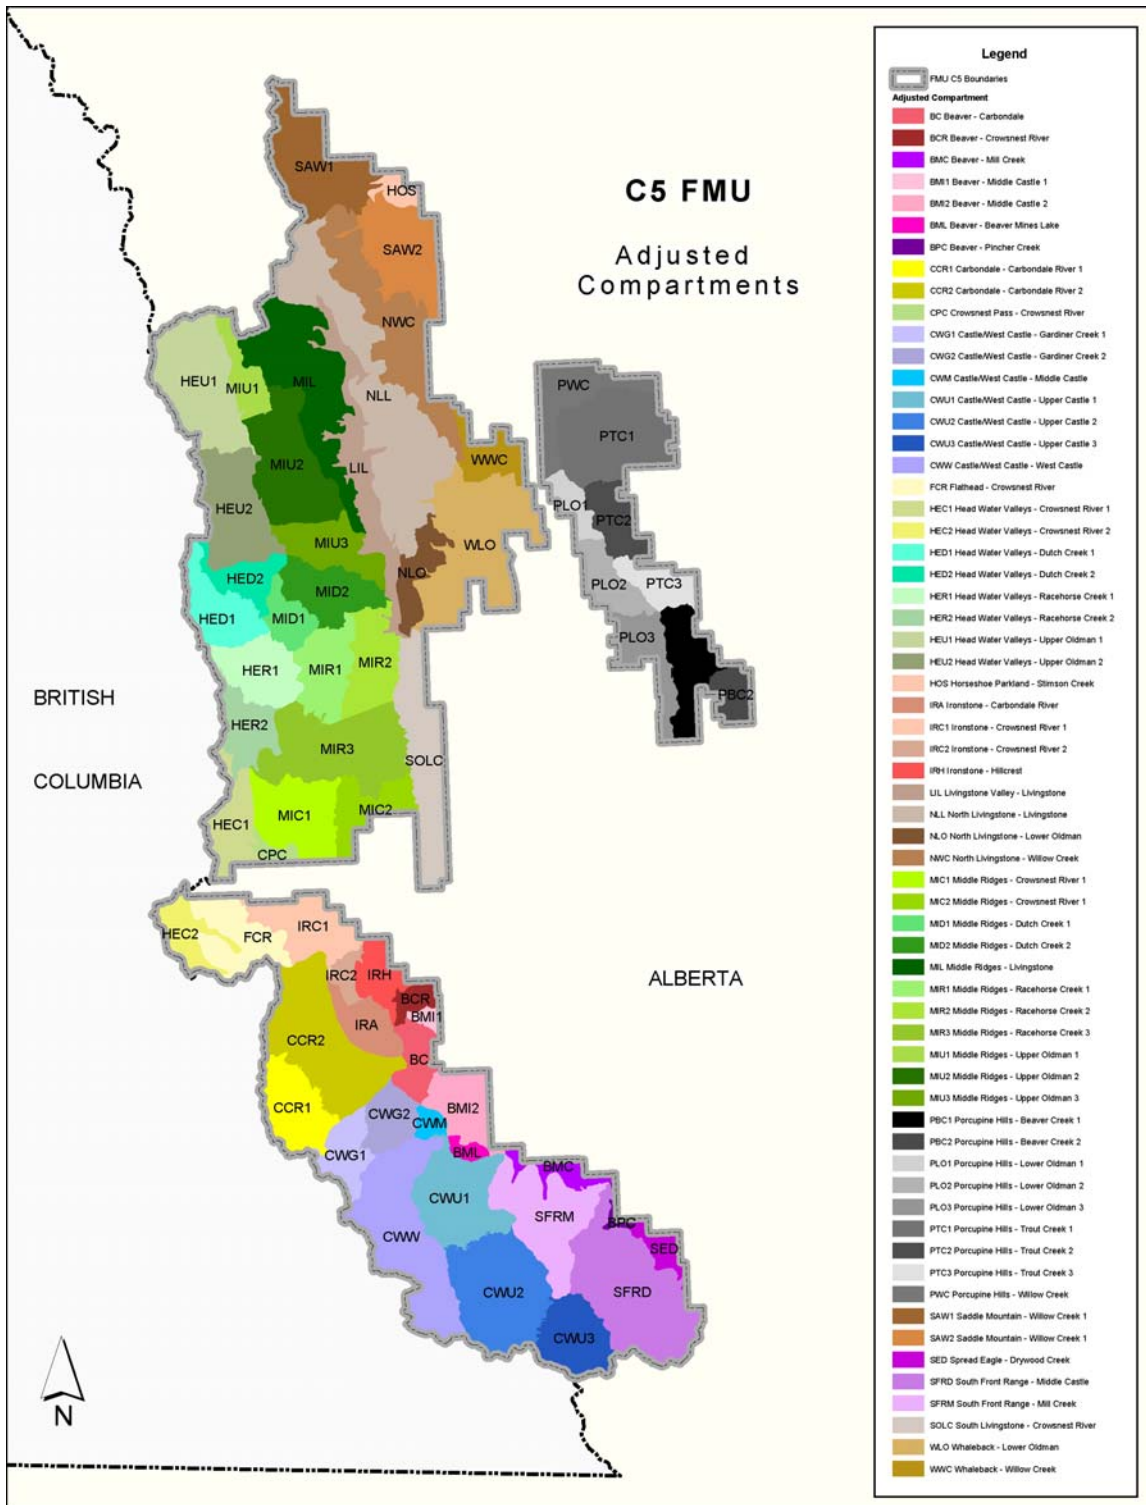 C5 FMU
Adjusted
Compartments
SAW1
HOS
SAW2
NWC
HEU1
MIU1
MIL
NLL
PWC
PTC1
MIU2
LIL
WWC
HEU2
PLO1
PTC2
MIU3
WLO
HED2
MID2
NLO
PLO2
PTC3
HED1
MID1
PLO3
HER1
MIR1
MIR2
PBC2
HER2
MIR3
SOLC
HEC1
MIC1
MIC2
CPC
BRITISH
COLUMBIA
ALBERTA
HEC2
FCR
IRC1
IRC2
IRH
BCR
BMI1
IRA
CCR2
BC
CCR1
CWG2
CWM
BMI2
CWG1
BML
BMC
CWU1
SFRM
BPC
CWW
SED
CWU2
SFRD
CWU3
N
Legend
FMU C5 Boundaries
Adjusted Compartment
BC Beaver - Carbondale
BCR Beaver - Crowsnest River
BMC Beaver - Mill Creek
BMI1 Beaver - Middle Castle 1
BMI2 Beaver - Middle Castle 2
BML Beaver - Beaver Mines Lake
BPC Beaver - Pincher Creek
CCR1 Carbondale - Carbondale River 1
CCR2 Carbondale - Carbondale River 2
CPC Crowsnest Pass - Crowsnest River
CWG1 Castle/West Castle - Gardiner Creek 1
CWG2 Castle/West Castle - Gardiner Creek 2
CWM Castle/West Castle - Middle Castle
CWU1 Castle/West Castle - Upper Castle 1
CWU2 Castle/West Castle - Upper Castle 2
CWU3 Castle/West Castle - Upper Castle 3
CWW Castle/West Castle - West Castle
FCR Flathead - Crowsnest River
HEC1 Head Water Valleys - Crowsnest River 1
HEC2 Head Water Valleys - Crowsnest River 2
HED1 Head Water Valleys - Dutch Creek 1
HED2 Head Water Valleys - Dutch Creek 2
HER1 Head Water Valleys - Racehorse Creek 1
HER2 Head Water Valleys - Racehorse Creek 2
HEU1 Head Water Valleys - Upper Oldman 1
HEU2 Head Water Valleys - Upper Oldman 2
HOS Horseshoe Parkland - Stimson Creek
IRA Ironstone - Carbondale River
IRC1 Ironstone - Crowsnest River 1
IRC2 Ironstone - Crowsnest River 2
IRH Ironstone - Hillcrest
LIL Livingstone Valley - Livingstone
NLL North Livingstone - Livingstone
NLO North Livingstone - Lower Oldman
NWC North Livingstone - Willow Creek
MIC1 Middle Ridges - Crowsnest River 1
MIC2 Middle Ridges - Crowsnest River 1
MID1 Middle Ridges - Dutch Creek 1
MID2 Middle Ridges - Dutch Creek 2
MIL Middle Ridges - Livingstone
MIR1 Middle Ridges - Racehorse Creek 1
MIR2 Middle Ridges - Racehorse Creek 2
MIR3 Middle Ridges - Racehorse Creek 3
MIU1 Middle Ridges - Upper Oldman 1
MIU2 Middle Ridges - Upper Oldman 2
MIU3 Middle Ridges - Upper Oldman 3
PBC1 Porcupine Hills - Beaver Creek 1
PBC2 Porcupine Hills - Beaver Creek 2
PLO1 Porcupine Hills - Lower Oldman 1
PLO2 Porcupine Hills - Lower Oldman 2
PLO3 Porcupine Hills - Lower Oldman 3
PTC1 Porcupine Hills - Trout Creek 1
PTC2 Porcupine Hills - Trout Creek 2
PTC3 Porcupine Hills - Trout Creek 3
PWC Porcupine Hills - Willow Creek
SAW1 Saddle Mountain - Willow Creek 1
SAW2 Saddle Mountain - Willow Creek 1
SED Spread Eagle - Drywood Creek
SFRD South Front Range - Middle Castle
SFRM South Front Range - Mill Creek
SOLC South Livingstone - Crowsnest River
WLO Whaleback - Lower Oldman
WWC Whaleback - Willow Creek